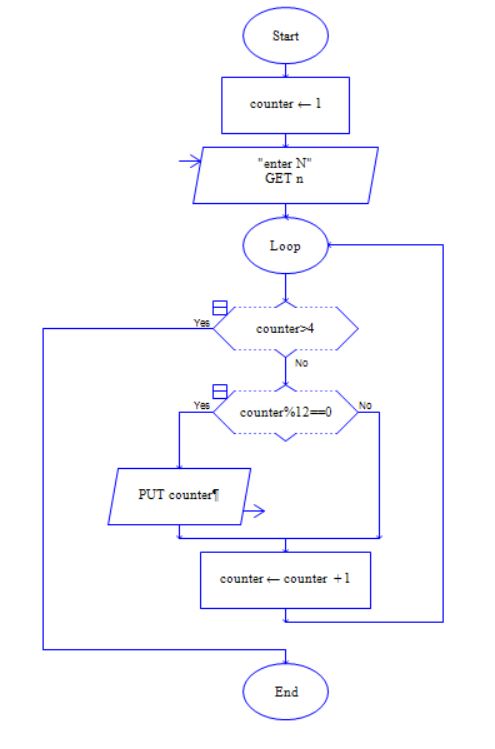 Start
counter ← 1
"enter N"
GET n
Loop
Yes
counter>4
No
Yes
counter%12==0
No
PUT counter¶
counter ← counter +1
End